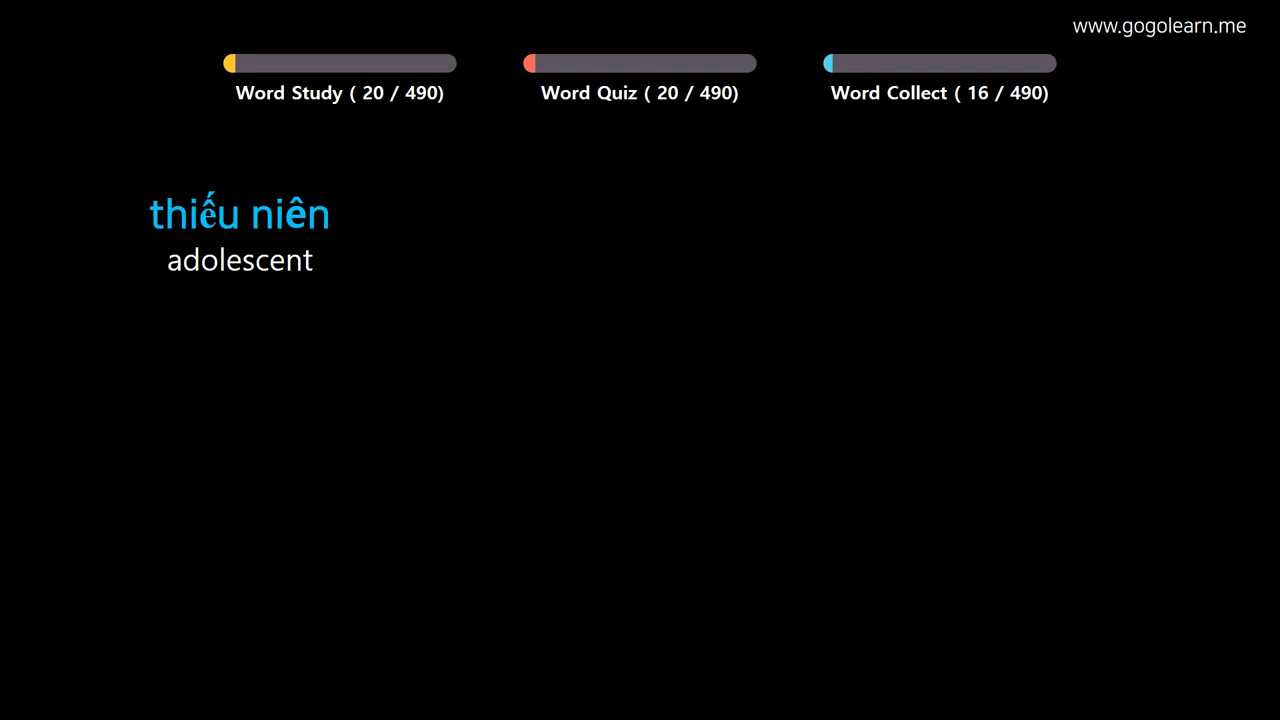 www.gogolearn.me
Word Study ( 20 / 490)
Word Quiz ( 20 / 490)
Word Collect ( 16 / 490)
thiếu niên
adolescent